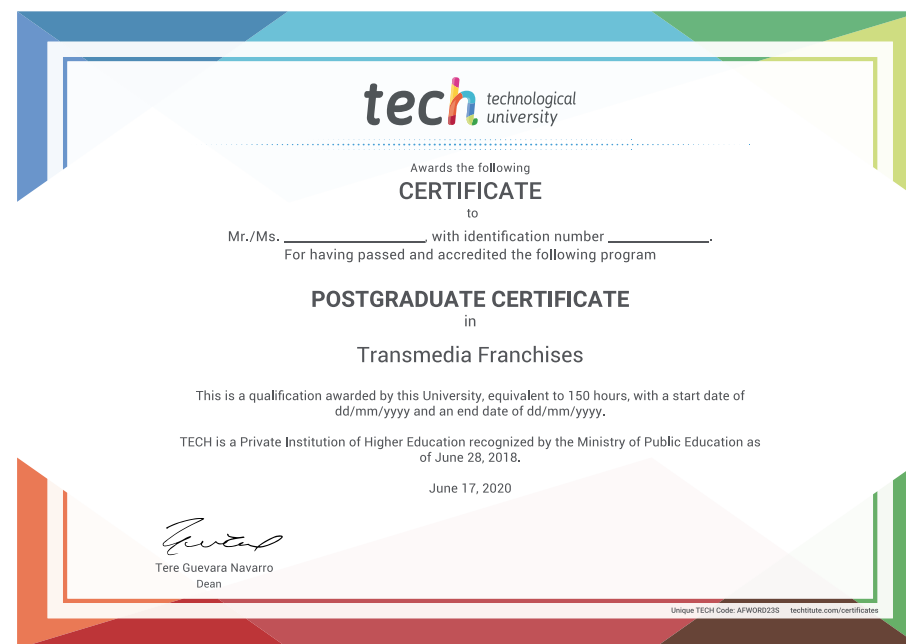 tech technological
university
Awards the following
CERTIFICATE
to
Mr./Ms. ____________________, with identification number ______________.
For having passed and accredited the following program
POSTGRADUATE CERTIFICATE
in
Transmedia Franchises
This is a qualification awarded by this University, equivalent to 150 hours, with a start date of
dd/mm/yyyy and an end date of dd/mm/yyyy.
TECH is a Private Institution of Higher Education recognized by the Ministry of Public Education as
of June 28, 2018.
June 17, 2020
Tere Guevara Navarro
Dean
Unique TECH Code: AFWORD23S techtitute.com/certificates